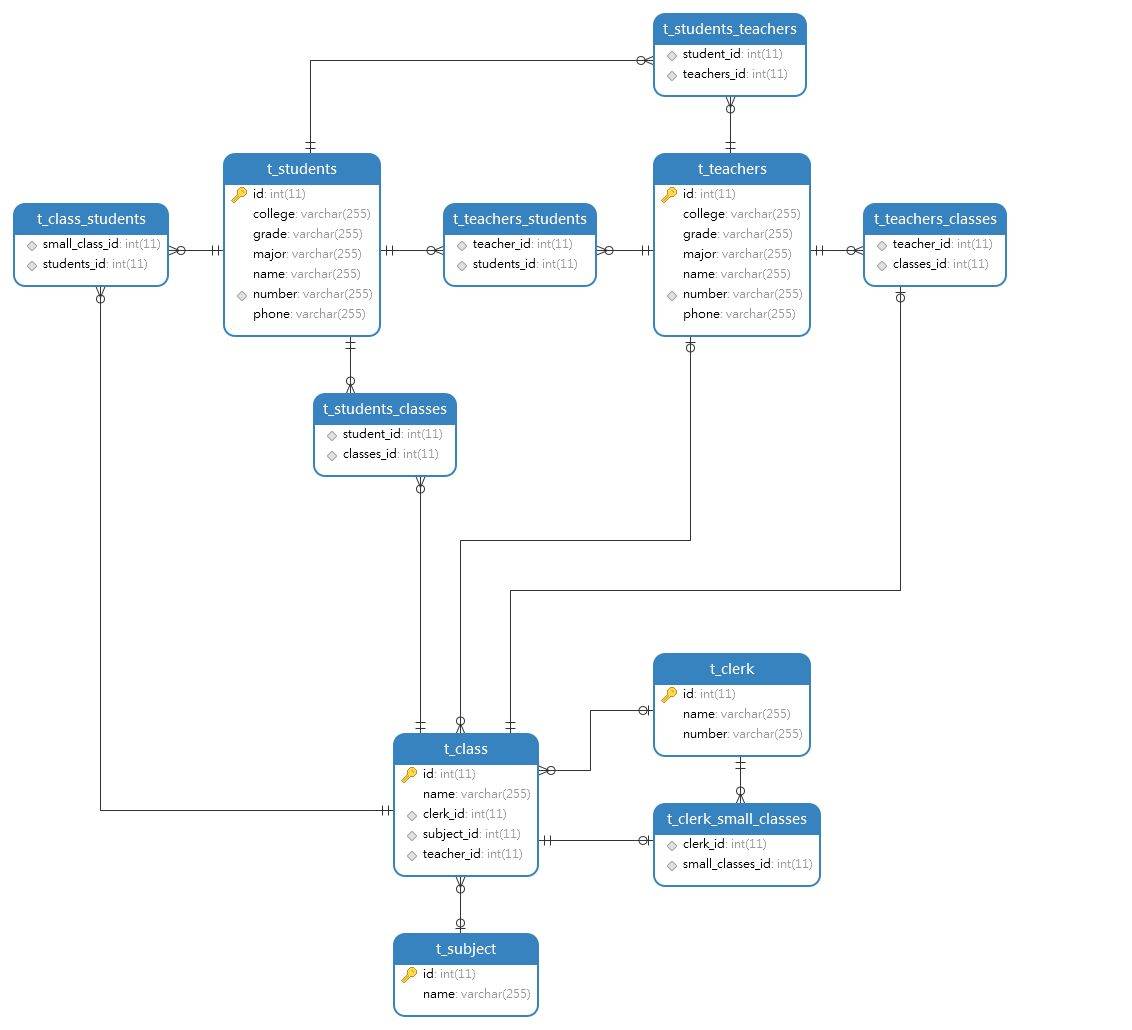 t_students_teachers
student_id: int(11)
teachers_id: int(11)
t_students
id: int(11)
college: varchar(255)
grade: varchar(255)
major: varchar(255)
name: varchar(255)
number: varchar(255)
phone: varchar(255)
t_teachers
id: int(11)
college: varchar(255)
grade: varchar(255)
major: varchar(255)
name: varchar(255)
number: varchar(255)
phone: varchar(255)
t_class_students
small_class_id: int(11)
students_id: int(11)
t_teachers_students
teacher_id: int(11)
students_id: int(11)
t_teachers_classes
teacher_id: int(11)
classes_id: int(11)
t_students_classes
student_id: int(11)
classes_id: int(11)
t_clerk
id: int(11)
name: varchar(255)
number: varchar(255)
t_class
id: int(11)
name: varchar(255)
clerk_id: int(11)
subject_id: int(11)
teacher_id: int(11)
t_clerk_small_classes
clerk_id: int(11)
small_classes_id: int(11)
t_subject
id: int(11)
name: varchar(255)